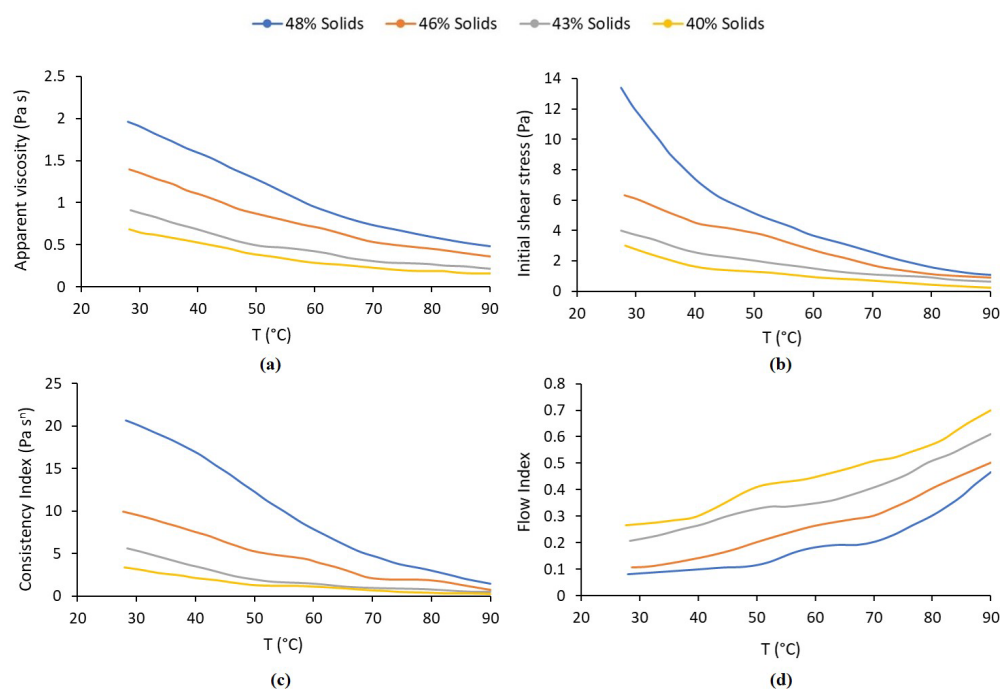 48% Solids 46% Solids 43% Solids 40% Solids
Apparent viscosity (Pa s)
2.5
2
1.5
1
0.5
0
20 30 40 50 60 70 80 90
T (°C)
(a)
Initial shear stress (Pa)
14
12
10
8
6
4
2
0
20 30 40 50 60 70 80 90
T (°C)
(b)
Consistency Index (Pa sⁿ)
25
20
15
10
5
0
20 30 40 50 60 70 80 90
T (°C)
(c)
Flow Index
0.8
0.7
0.6
0.5
0.4
0.3
0.2
0.1
0
20 30 40 50 60 70 80 90
T (°C)
(d)